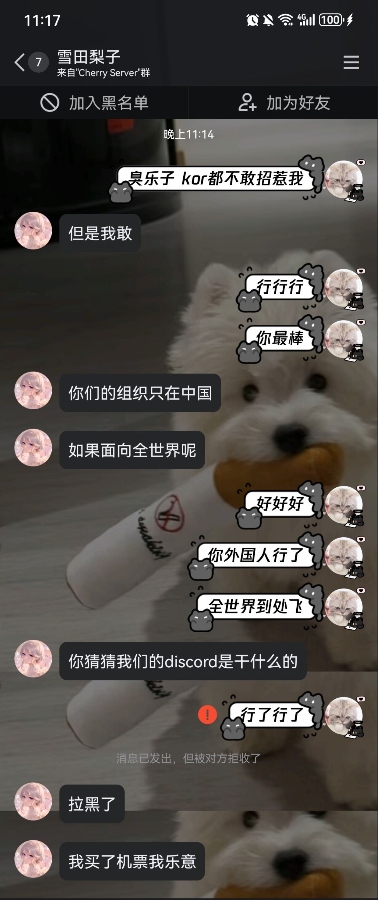 11:17
4G
100
7
雪田梨子
来自"Cherry Server"群
加入黑名单
加为好友
晚上11:14
臭乐子 kor都不敢招惹我
但是我敢
行行行
你最棒
你们的组织只在中国
如果面向全世界呢
好好好
你外国人行了
全世界到处飞
你猜猜我们的discord是干什么的
行了行了
消息已发出，但被对方拒收了
拉黑了
我买了机票我乐意